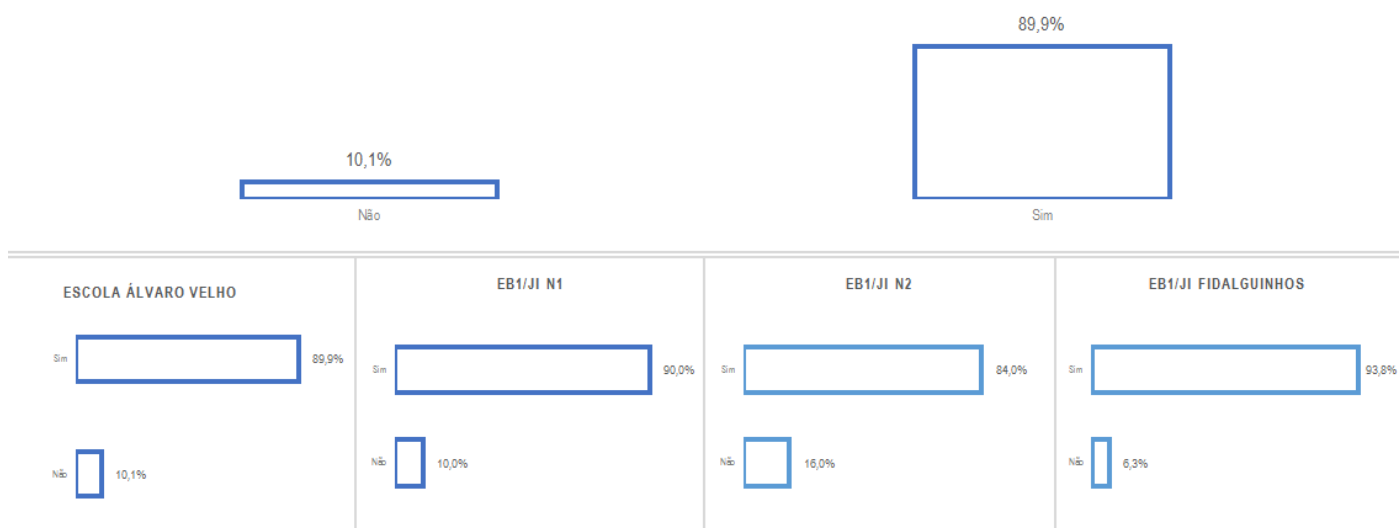 89,9%
10,1%
Não
Sim
ESCOLA ÁLVARO VELHO
Sim
89,9%
Não
10,1%
EB1/JI N1
Sim
90,0%
Não
10,0%
EB1/JI N2
Sim
84,0%
Não
16,0%
EB1/JI FIDALGUINHOS
Sim
93,8%
Não
6,3%